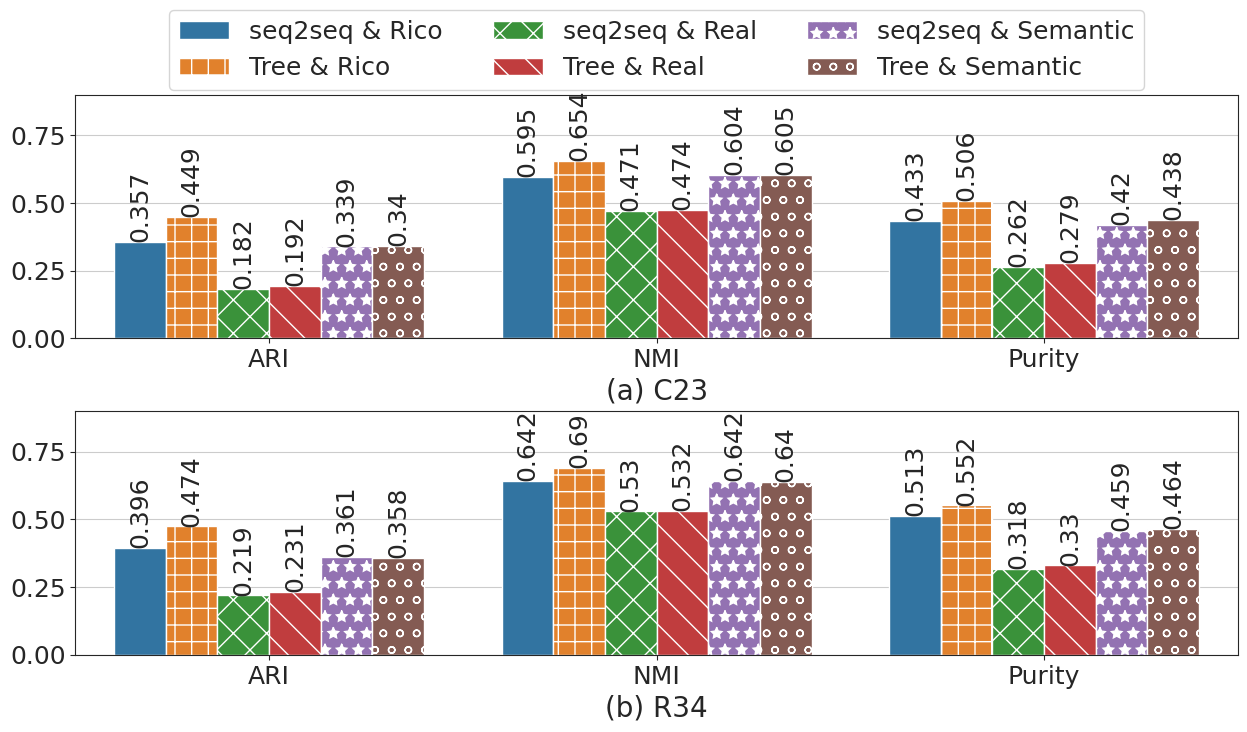 seq2seq & Rico seq2seq & Real seq2seq & Semantic
Tree & Rico Tree & Real Tree & Semantic
0.75
0.50
0.25
0.00
0.357 0.449 0.182 0.192 0.339 0.34
0.595 0.654 0.471 0.474 0.604 0.605
0.433 0.506 0.262 0.279 0.42 0.438
ARI NMI Purity
(a) C23
0.75
0.50
0.25
0.00
0.396 0.474 0.219 0.231 0.361 0.358
0.642 0.69 0.53 0.532 0.642 0.64
0.513 0.552 0.318 0.33 0.459 0.464
ARI NMI Purity
(b) R34